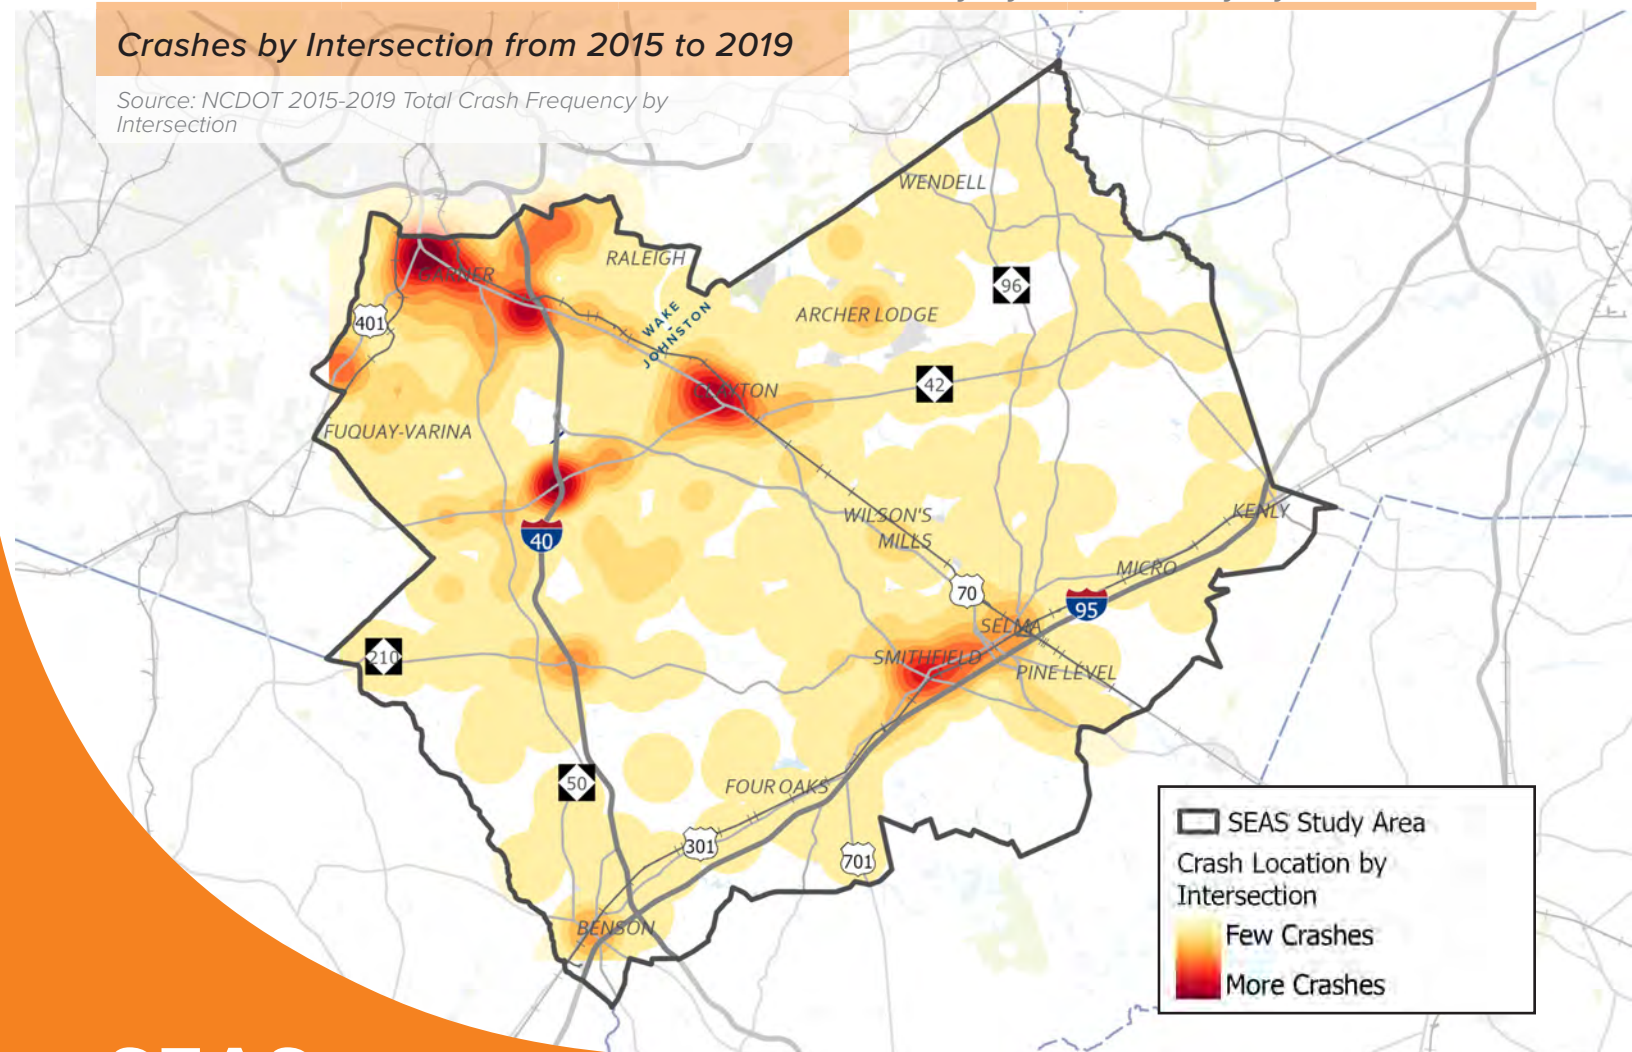 Crashes by Intersection from 2015 to 2019
Source: NCDOT 2015-2019 Total Crash Frequency by
Intersection
WENDELL
RALEIGH
GARNER
96
WAKE
JOHNSTON
ARCHER LODGE
401
42
CLAYTON
FUQUAY-VARINA
KENLY
WILSON'S
MILLS
40
MICRO
70
95
SELMA
210
SMITHFIELD
PINE LEVEL
50
FOUR OAKS
301
701
BENSON
SEAS Study Area
Crash Location by
Intersection
Few Crashes
More Crashes